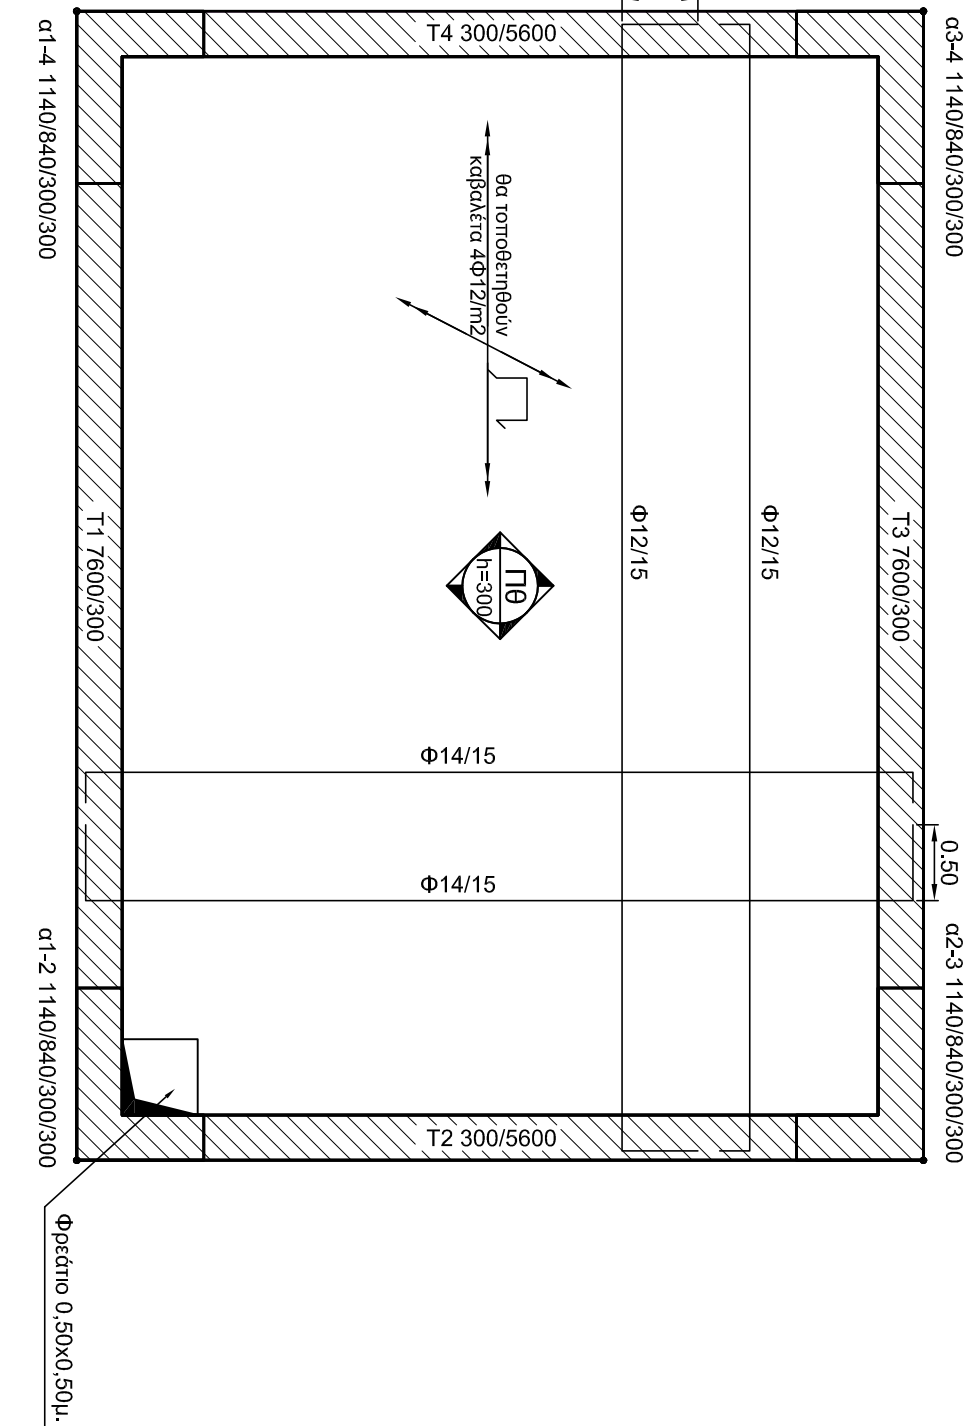 α1-4 1140/840/300/300
T4 300/5600
α3-4 1140/840/300/300
θα τοποθετηθούν
καβαλέτα 4Φ12/m2
Φ12/15
Φ12/15
T1 7600/300
Πθ
h=300
T3 7600/300
Φ14/15
Φ14/15
0.50
α1-2 1140/840/300/300
T2 300/5600
α2-3 1140/840/300/300
Φρεάτιο 0,50x0,50μ.